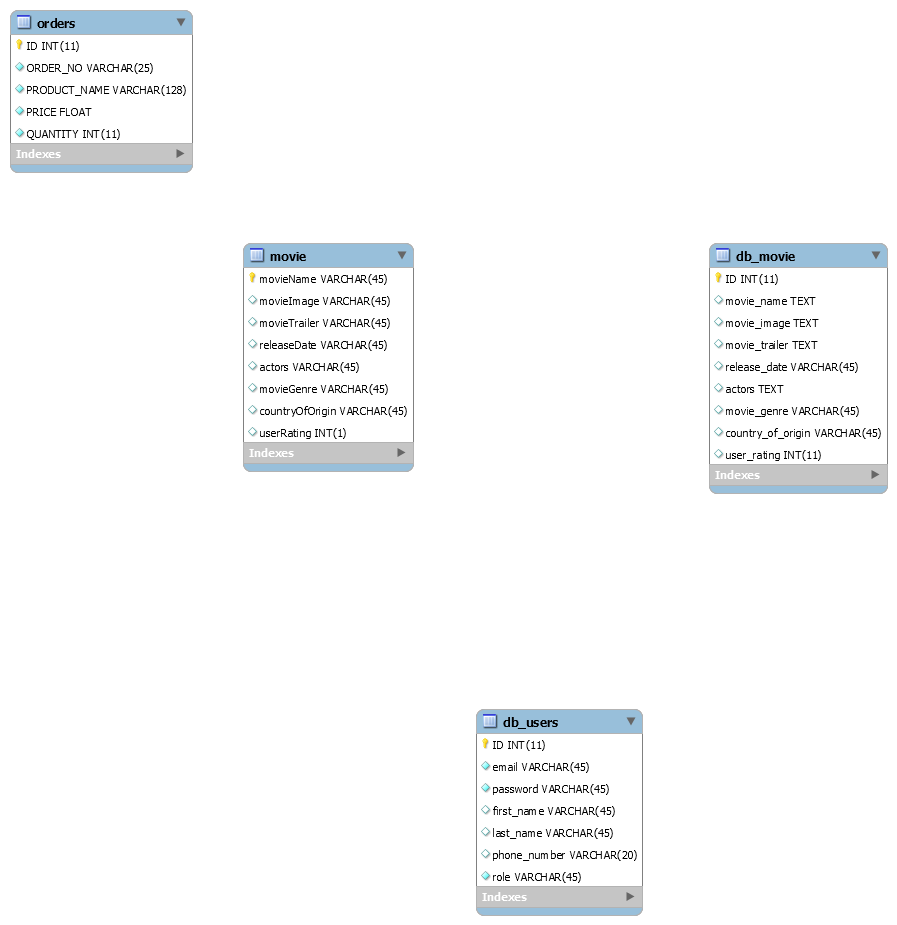 orders
ID INT(11)
ORDER_NO VARCHAR(25)
PRODUCT_NAME VARCHAR(128)
PRICE FLOAT
QUANTITY INT(11)
Indexes
movie
movieName VARCHAR(45)
movieImage VARCHAR(45)
movieTrailer VARCHAR(45)
releaseDate VARCHAR(45)
actors VARCHAR(45)
movieGenre VARCHAR(45)
countryOfOrigin VARCHAR(45)
userRating INT(1)
Indexes
db_movie
ID INT(11)
movie_name TEXT
movie_image TEXT
movie_trailer TEXT
release_date VARCHAR(45)
actors TEXT
movie_genre VARCHAR(45)
country_of_origin VARCHAR(45)
user_rating INT(11)
Indexes
db_users
ID INT(11)
email VARCHAR(45)
password VARCHAR(45)
first_name VARCHAR(45)
last_name VARCHAR(45)
phone_number VARCHAR(20)
role VARCHAR(45)
Indexes